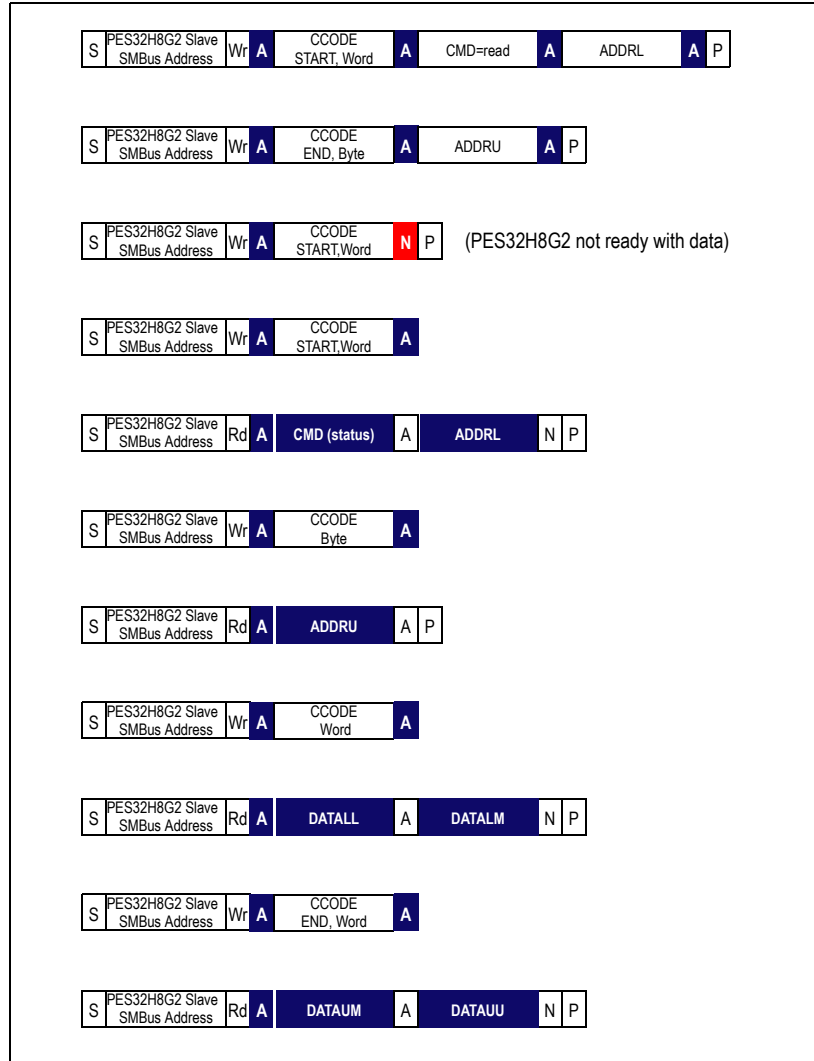 S PES32H8G2 Slave SMBus Address Wr A CCODE START, Word A CMD=read A ADDRL A P
S PES32H8G2 Slave SMBus Address Wr A CCODE END, Byte A ADDRU A P
S PES32H8G2 Slave SMBus Address Wr A CCODE START,Word N P (PES32H8G2 not ready with data)
S PES32H8G2 Slave SMBus Address Wr A CCODE START,Word A
S PES32H8G2 Slave SMBus Address Rd A CMD (status) A ADDRL N P
S PES32H8G2 Slave SMBus Address Wr A CCODE Byte A
S PES32H8G2 Slave SMBus Address Rd A ADDRU A P
S PES32H8G2 Slave SMBus Address Wr A CCODE Word A
S PES32H8G2 Slave SMBus Address Rd A DATALL A DATALM N P
S PES32H8G2 Slave SMBus Address Wr A CCODE END, Word A
S PES32H8G2 Slave SMBus Address Rd A DATAUM A DATAUU N P